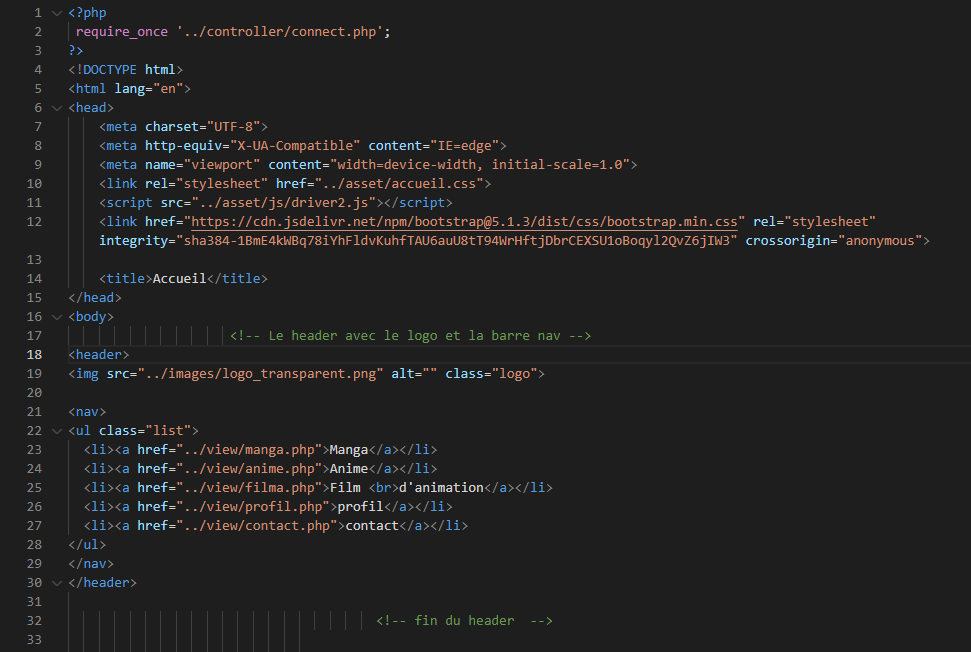 1 <?php
2 require_once '../controller/connect.php';
3 ?>
4 <!DOCTYPE html>
5 <html lang="en">
6 <head>
7 <meta charset="UTF-8">
8 <meta http-equiv="X-UA-Compatible" content="IE=edge">
9 <meta name="viewport" content="width=device-width, initial-scale=1.0">
10 <link rel="stylesheet" href="../asset/accueil.css">
11 <script src="../asset/js/driver2.js"></script>
12 <link href="https://cdn.jsdelivr.net/npm/bootstrap@5.1.3/dist/css/bootstrap.min.css" rel="stylesheet"
integrity="sha384-1BmE4kWBq78iYhFldvKuhfTAU6auU8tT94WrHftjDbrCEXSU1oBoqyl2QvZ6jIW3" crossorigin="anonymous">
13
14 <title>Accueil</title>
15 </head>
16 <body>
17 <!-- Le header avec le logo et la barre nav -->
18 <header>
19 <img src="../images/logo_transparent.png" alt="" class="logo">
20
21 <nav>
22 <ul class="list">
23 <li><a href="../view/manga.php">Manga</a></li>
24 <li><a href="../view/anime.php">Anime</a></li>
25 <li><a href="../view/filma.php">Film <br>d'animation</a></li>
26 <li><a href="../view/profil.php">profil</a></li>
27 <li><a href="../view/contact.php">contact</a></li>
28 </ul>
29 </nav>
30 </header>
31
32 <!-- fin du header -->
33